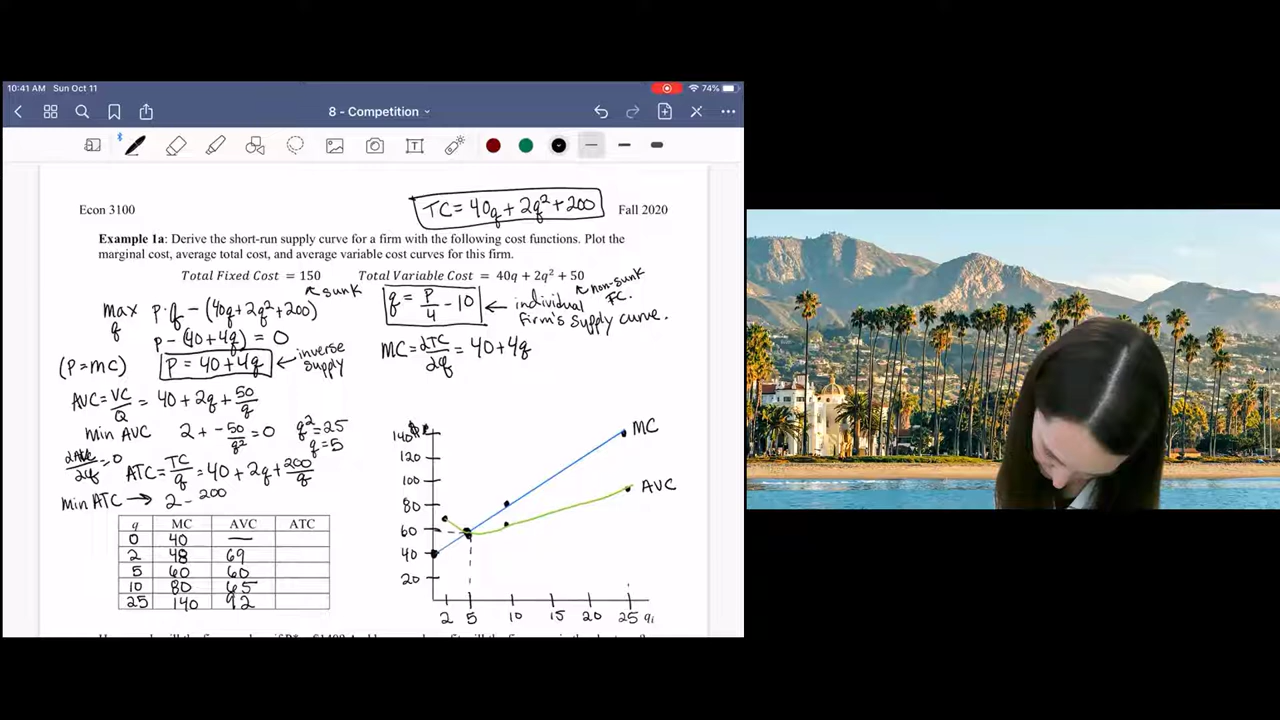 10:41 AM Sun Oct 11
74%
8 - Competition
T
Econ 3100
TC = 40q + 2q² + 200
Fall 2020
Example 1a: Derive the short-run supply curve for a firm with the following cost functions. Plot the
marginal cost, average total cost, and average variable cost curves for this firm.
Total Fixed Cost = 150 Total Variable Cost = 40q + 2q² + 50
sunk
non-sunk
FC.
max p·q − (40q + 2q² + 200)
q
p − (40 + 4q) = 0
(P = MC) P = 40 + 4q ← inverse
supply
q = P/4 − 10 ← individual
firm's supply curve.
MC = ∂TC/∂q = 40 + 4q
AVC = VC/Q = 40 + 2q + 50/q
min AVC 2 + −50/q² = 0 q² = 25
q = 5
∂AVC/∂q = 0
ATC = TC/q = 40 + 2q + 200/q
min ATC → 2 − 200
q MC AVC ATC
0 40 —
2 48 69
5 60 60
10 80 65
25 140 92
140
120
100
80
60
40
20
MC
AVC
2 5 10 15 20 25 q